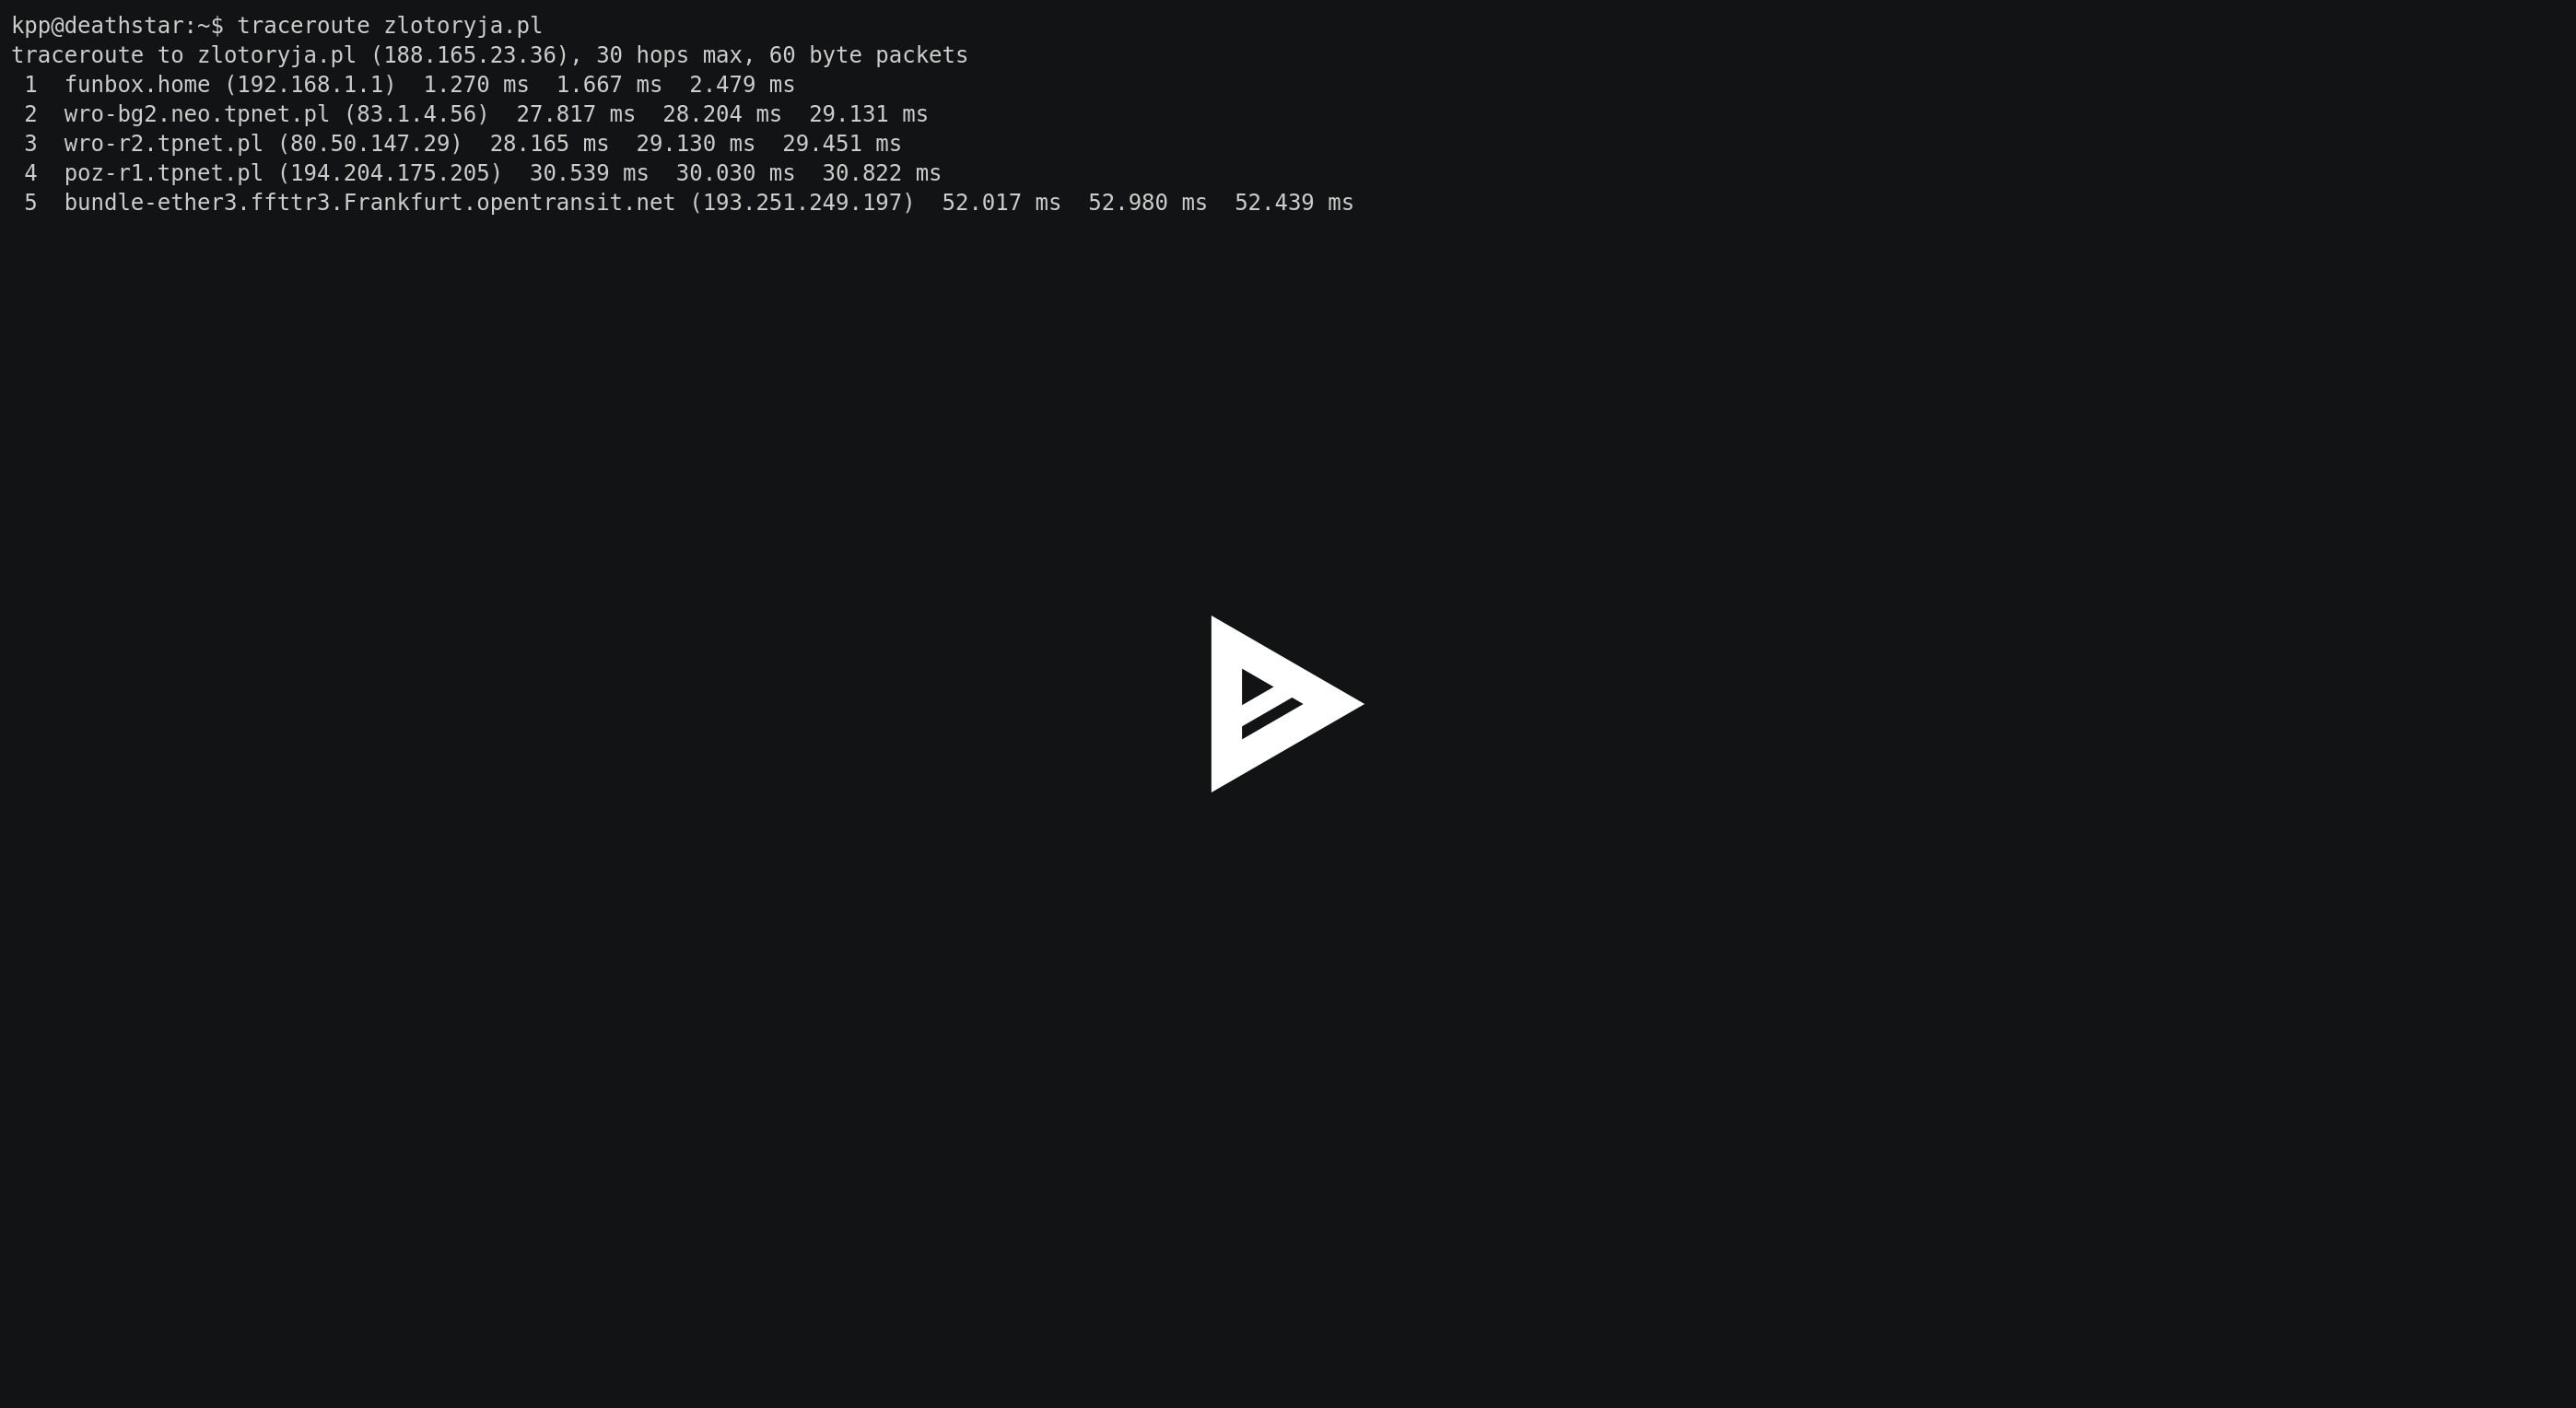 kpp@deathstar:~$ traceroute zlotoryja.pl
traceroute to zlotoryja.pl (188.165.23.36), 30 hops max, 60 byte packets
 1  funbox.home (192.168.1.1)  1.270 ms  1.667 ms  2.479 ms
 2  wro-bg2.neo.tpnet.pl (83.1.4.56)  27.817 ms  28.204 ms  29.131 ms
 3  wro-r2.tpnet.pl (80.50.147.29)  28.165 ms  29.130 ms  29.451 ms
 4  poz-r1.tpnet.pl (194.204.175.205)  30.539 ms  30.030 ms  30.822 ms
 5  bundle-ether3.ffttr3.Frankfurt.opentransit.net (193.251.249.197)  52.017 ms  52.980 ms  52.439 ms